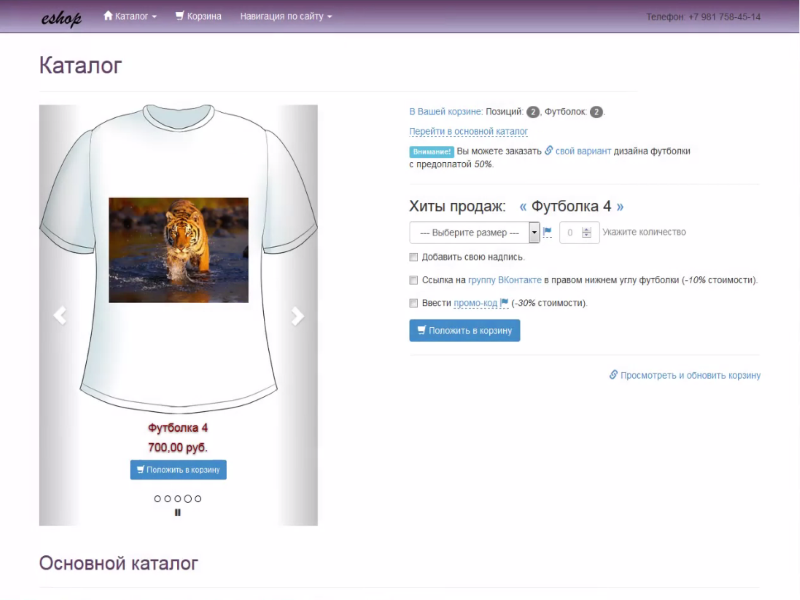 eshop Каталог Корзина Навигация по сайту Телефон: +7 981 758-45-14
Каталог
В Вашей корзине: Позиций: 2, Футболок: 2.
Перейти в основной каталог
Внимание! Вы можете заказать свой вариант дизайна футболки
с предоплатой 50%.
Хиты продаж: « Футболка 4 »
--- Выберите размер --- 0 Укажите количество
Добавить свою надпись.
Ссылка на группу ВКонтакте в правом нижнем углу футболки (-10% стоимости).
Ввести промо-код (-30% стоимости).
Положить в корзину
Просмотреть и обновить корзину
Футболка 4
700,00 руб.
Положить в корзину
Основной каталог